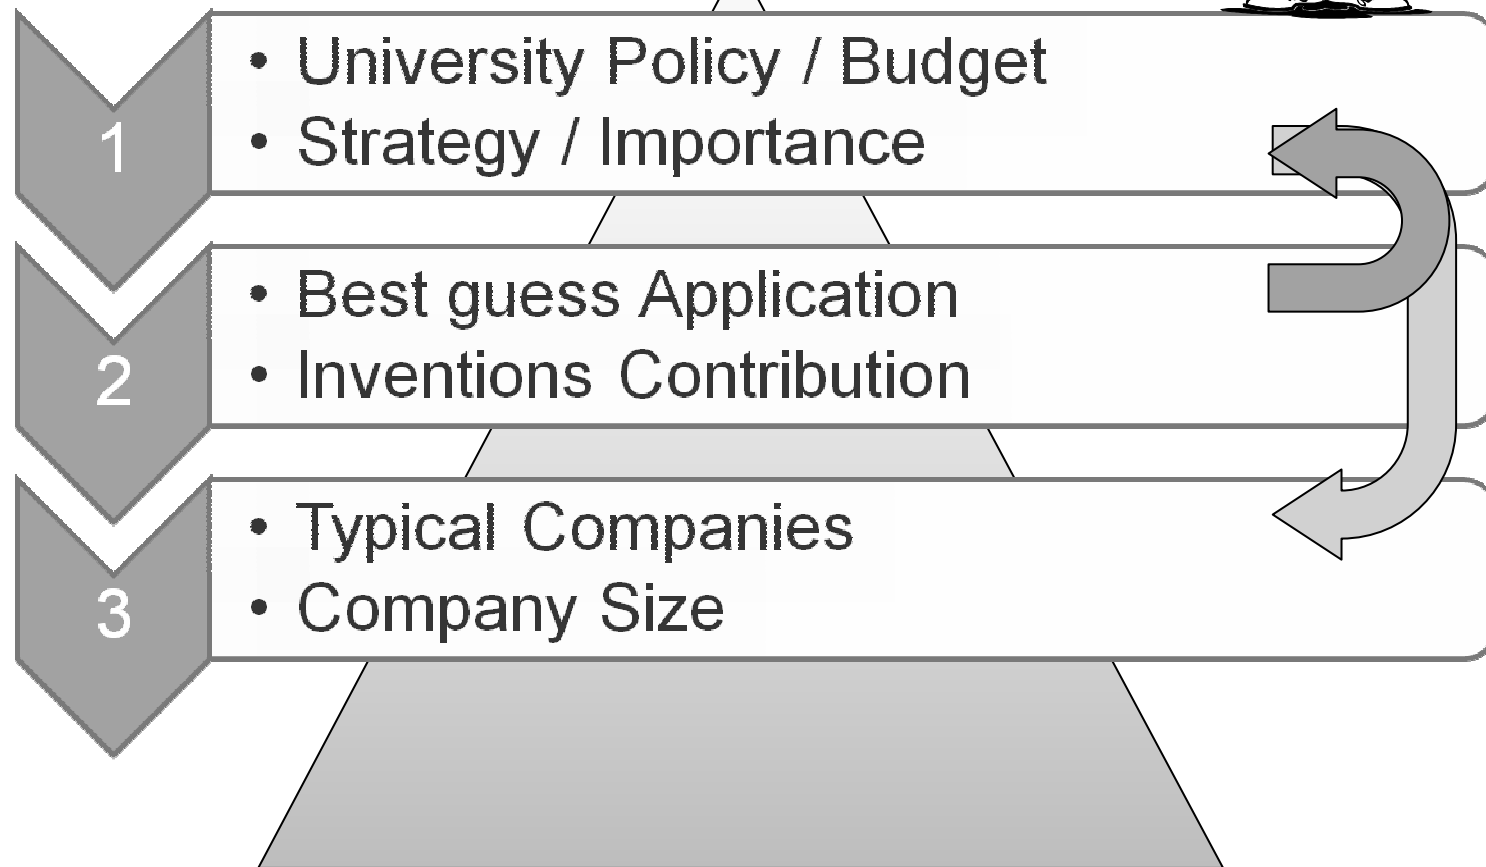 1
• University Policy / Budget
• Strategy / Importance
2
• Best guess Application
• Inventions Contribution
3
• Typical Companies
• Company Size